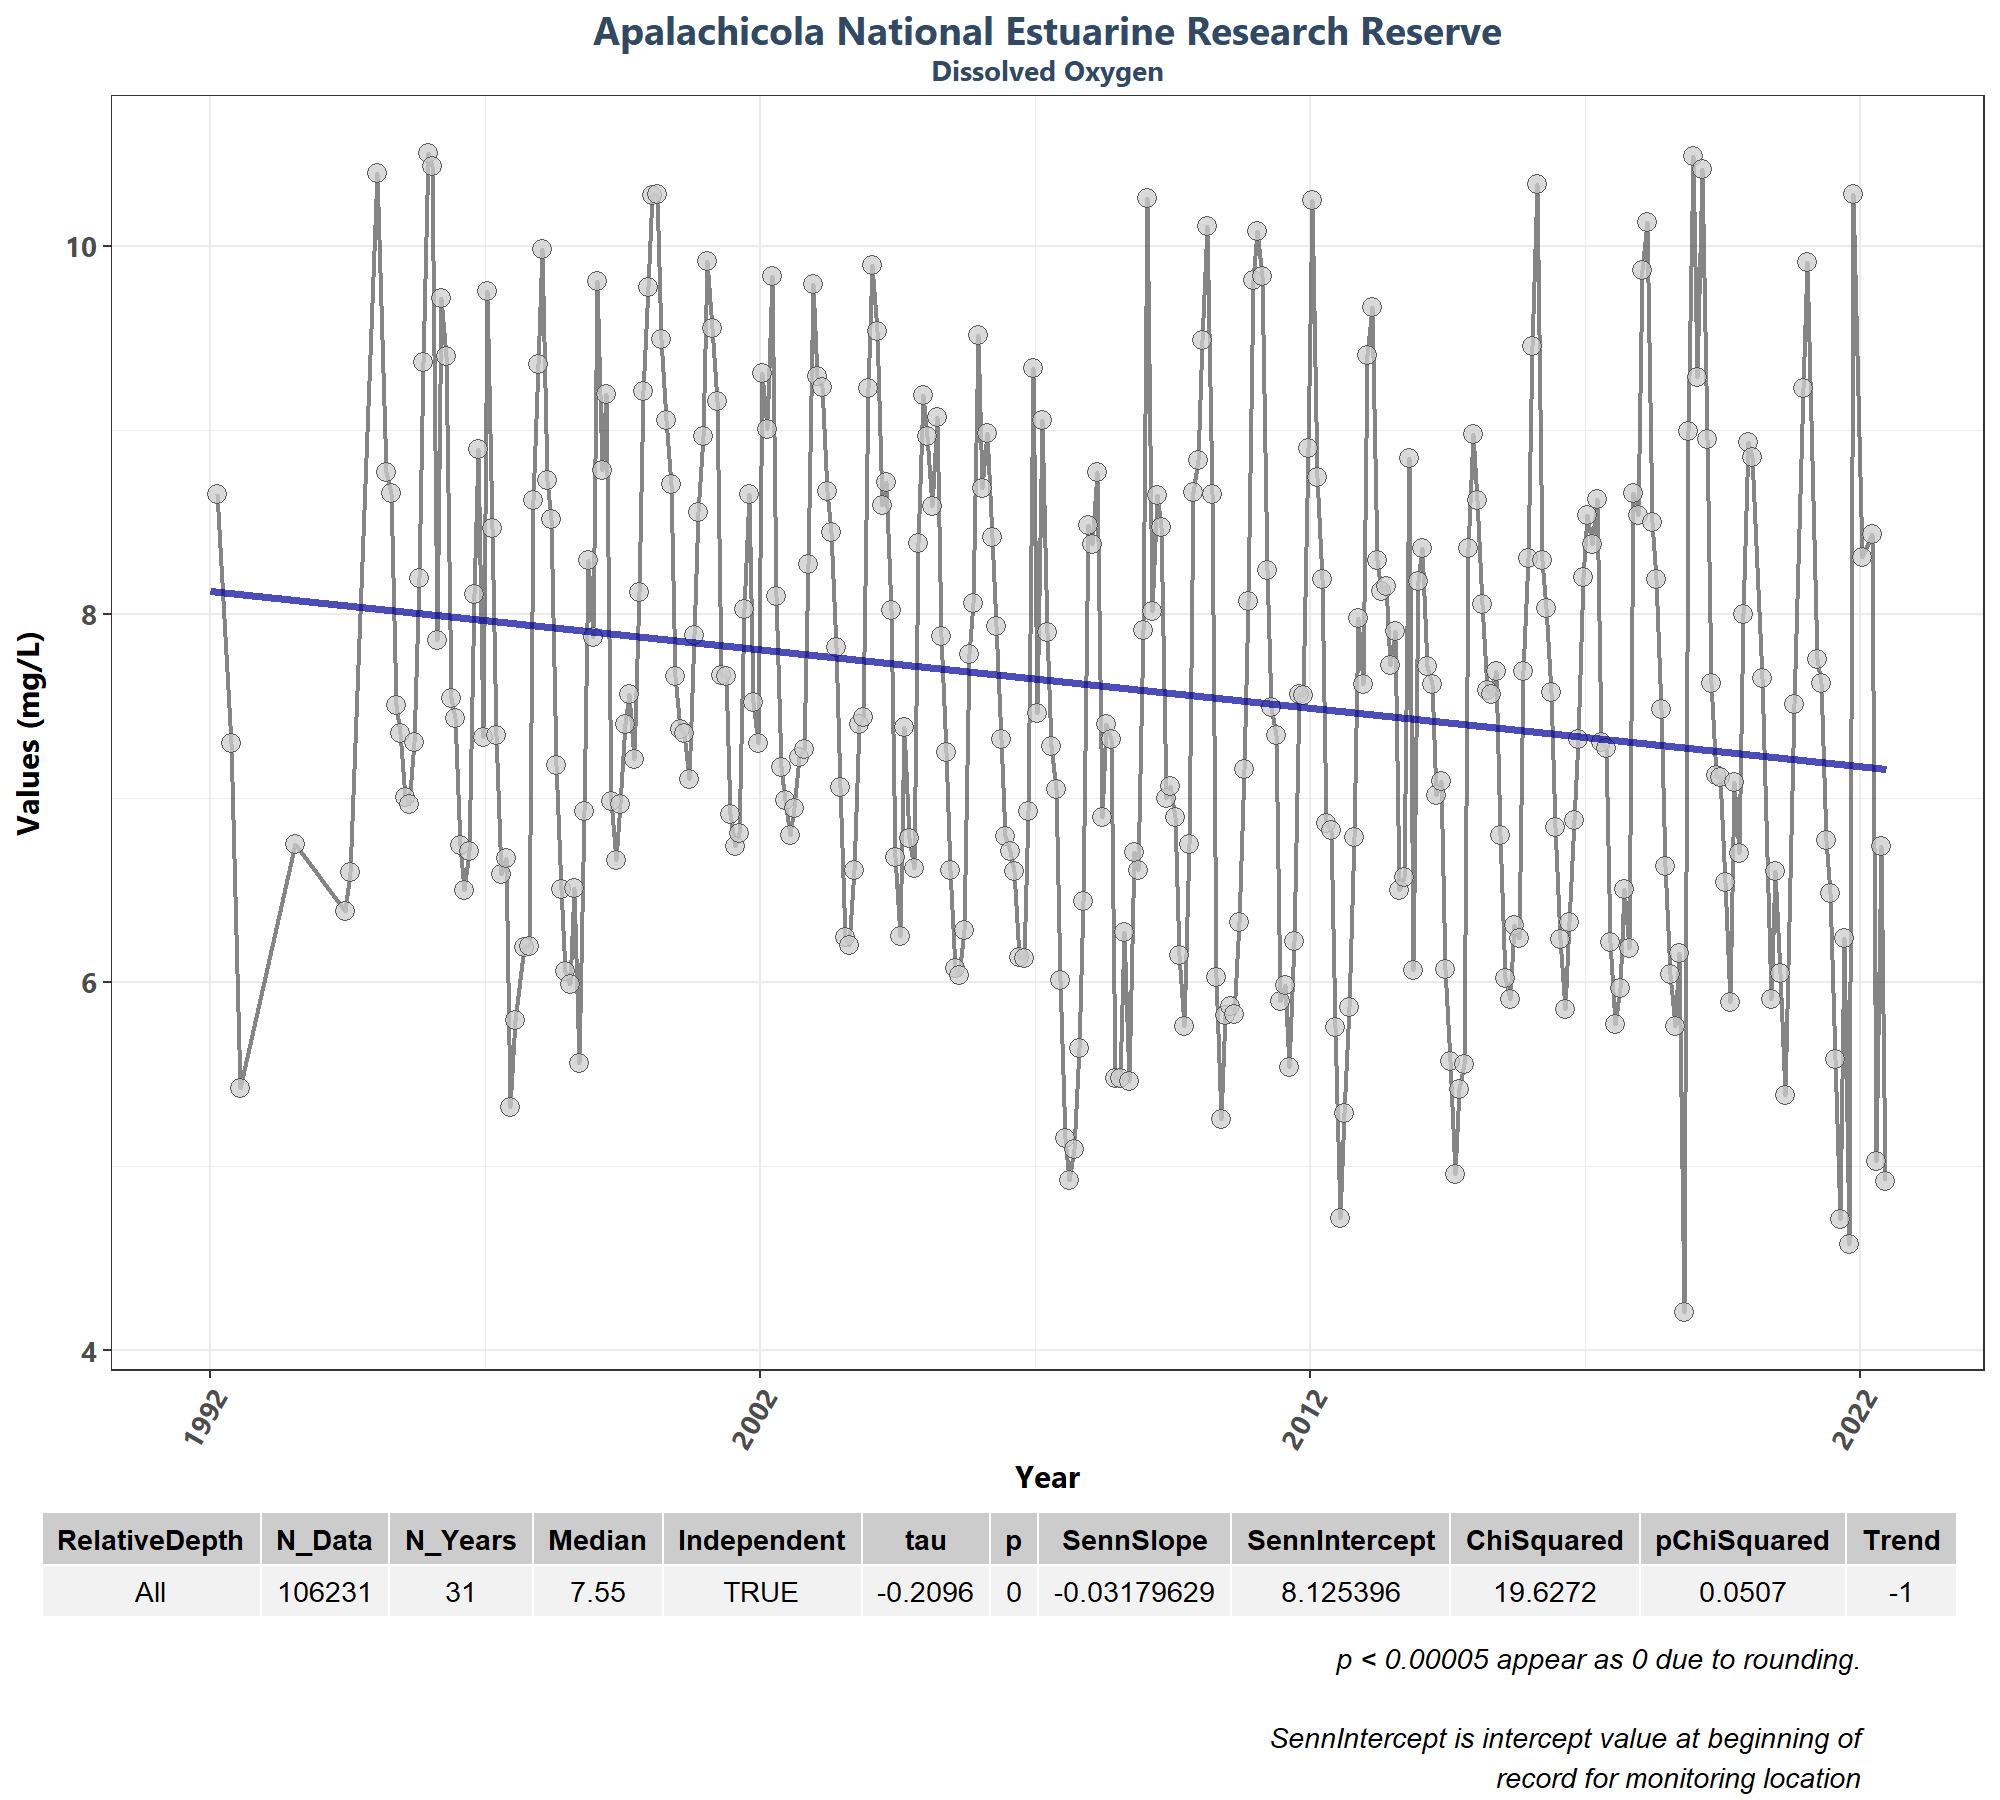 Apalachicola National Estuarine Research Reserve
Dissolved Oxygen
Values (mg/L)
10
8
6
4
1992
2002
2012
2022
Year
RelativeDepth N_Data N_Years Median Independent tau p SennSlope SennIntercept ChiSquared pChiSquared Trend
All 106231 31 7.55 TRUE -0.2096 0 -0.03179629 8.125396 19.6272 0.0507 -1
p < 0.00005 appear as 0 due to rounding.
SennIntercept is intercept value at beginning of
record for monitoring location